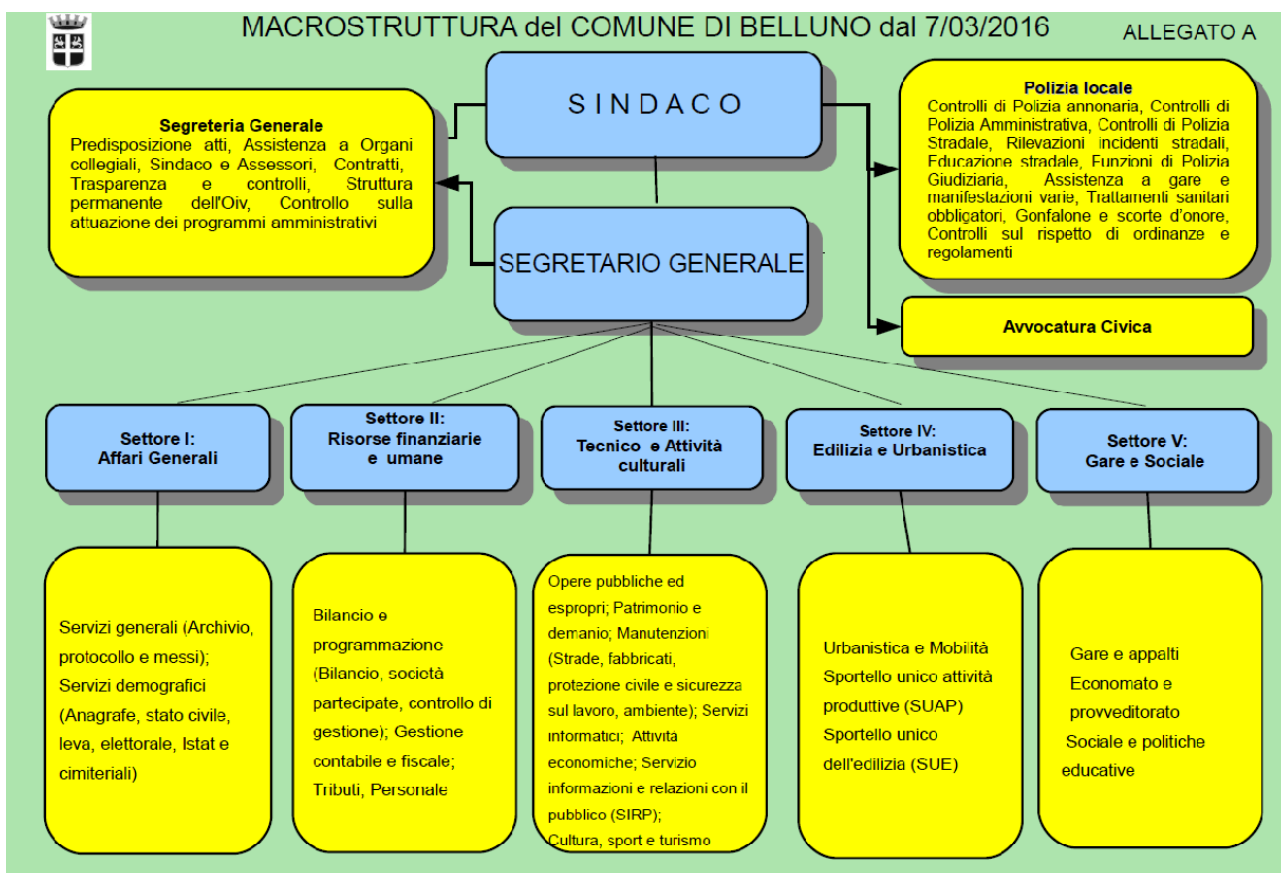 MACROSTRUTTURA del COMUNE DI BELLUNO dal 7/03/2016
ALLEGATO A
SINDACO
Segreteria Generale
Predisposizione atti, Assistenza a Organi
collegiali, Sindaco e Assessori, Contratti,
Trasparenza e controlli, Struttura
permanente dell'Oiv, Controllo sulla
attuazione dei programmi amministrativi
Polizia locale
Controlli di Polizia annonaria, Controlli di
Polizia Amministrativa, Controlli di Polizia
Stradale, Rilevazioni incidenti stradali,
Educazione stradale, Funzioni di Polizia
Giudiziaria, Assistenza a gare e
manifestazioni varie, Trattamenti sanitari
obbligatori, Gonfalone e scorte d'onore,
Controlli sul rispetto di ordinanze e
regolamenti
SEGRETARIO GENERALE
Avvocatura Civica
Settore I:
Affari Generali
Settore II:
Risorse finanziarie
e umane
Settore III:
Tecnico e Attività
culturali
Settore IV:
Edilizia e Urbanistica
Settore V:
Gare e Sociale
Servizi generali (Archivio,
protocollo e messi);
Servizi demografici
(Anagrafe, stato civile,
leva, elettorale, Istat e
cimiteriali)
Bilancio e
programmazione
(Bilancio, società
partecipate, controllo di
gestione); Gestione
contabile e fiscale;
Tributi, Personale
Opere pubbliche ed
espropri; Patrimonio e
demanio; Manutenzioni
(Strade, fabbricati,
protezione civile e sicurezza
sul lavoro, ambiente); Servizi
informatici; Attività
economiche; Servizio
informazioni e relazioni con il
pubblico (SIRP);
Cultura, sport e turismo
Urbanistica e Mobilità
Sportello unico attività
produttive (SUAP)
Sportello unico
dell'edilizia (SUE)
Gare e appalti
Economato e
provveditorato
Sociale e politiche
educative